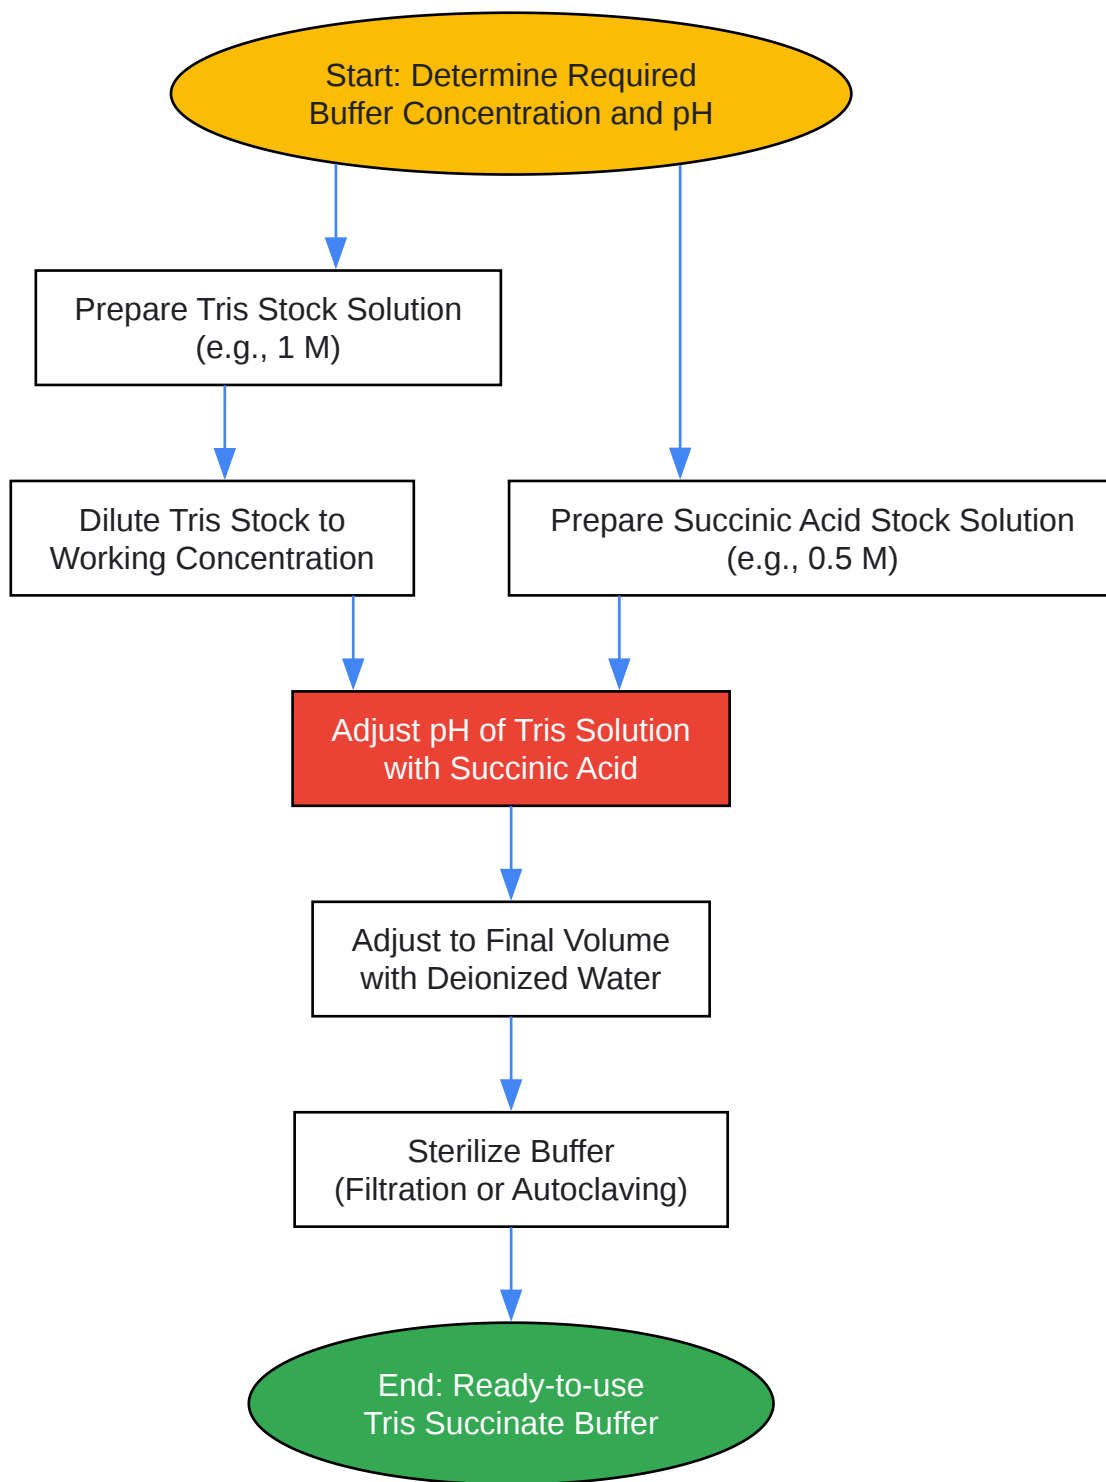 Start: Determine Required
Buffer Concentration and pH
Prepare Tris Stock Solution
(e.g., 1 M)
Dilute Tris Stock to
Working Concentration
Prepare Succinic Acid Stock Solution
(e.g., 0.5 M)
Adjust pH of Tris Solution
with Succinic Acid
Adjust to Final Volume
with Deionized Water
Sterilize Buffer
(Filtration or Autoclaving)
End: Ready-to-use
Tris Succinate Buffer